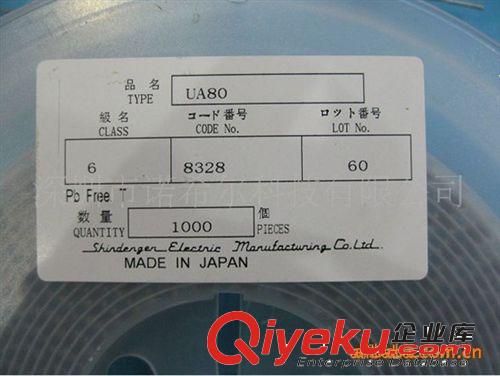 品名
TYPE
UA80
級名
CLASS
コード番号
CODE No.
ロット番号
LOT No.
6
8328
60
Pb Free
数量
QUANTITY
1000
個
PIECES
Shindengen Electric Manufacturing Co.Ltd.
MADE IN JAPAN
Qiyeku.com
企业库
Enterprise Database